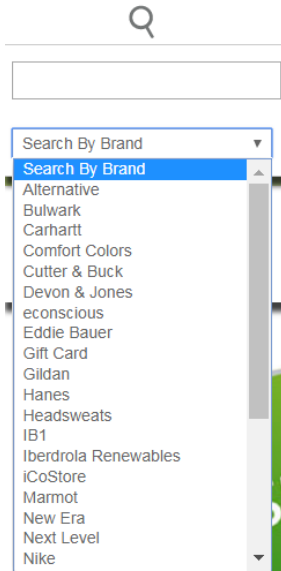 Search By Brand
Search By Brand
Alternative
Bulwark
Carhartt
Comfort Colors
Cutter & Buck
Devon & Jones
econscious
Eddie Bauer
Gift Card
Gildan
Hanes
Headsweats
IB1
Iberdrola Renewables
iCoStore
Marmot
New Era
Next Level
Nike